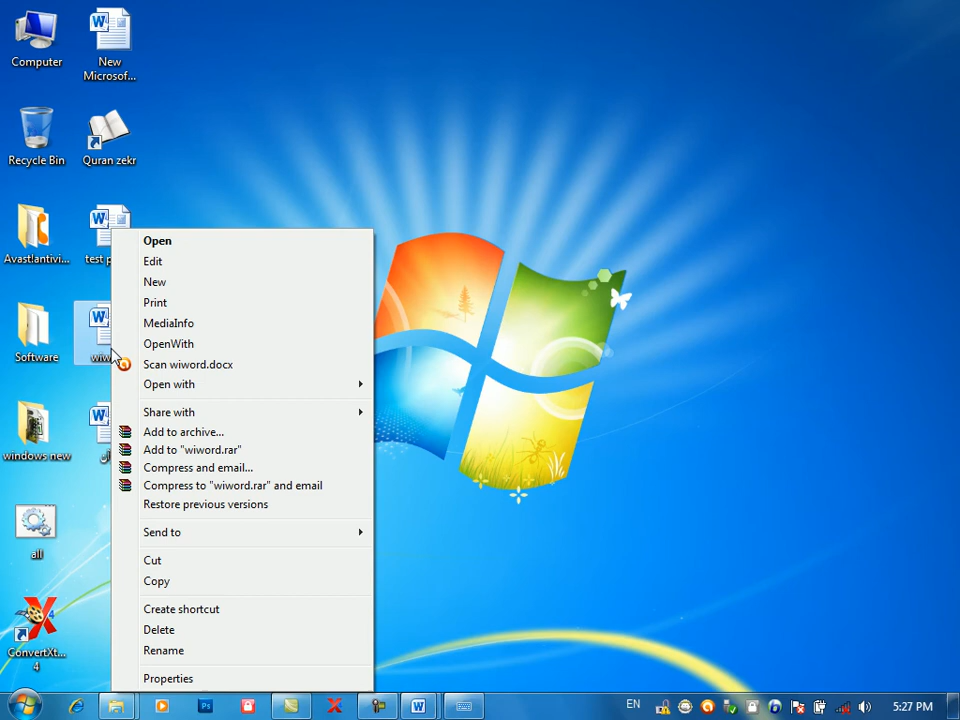 Computer
New
Microsof...
Recycle Bin
Quran zekr
Avast!antivi...
test p
Software
wiw
windows new
all
ConvertXt...
4
Open
Edit
New
Print
MediaInfo
OpenWith
Scan wiword.docx
Open with
Share with
Add to archive...
Add to "wiword.rar"
Compress and email...
Compress to "wiword.rar" and email
Restore previous versions
Send to
Cut
Copy
Create shortcut
Delete
Rename
Properties
EN
5:27 PM